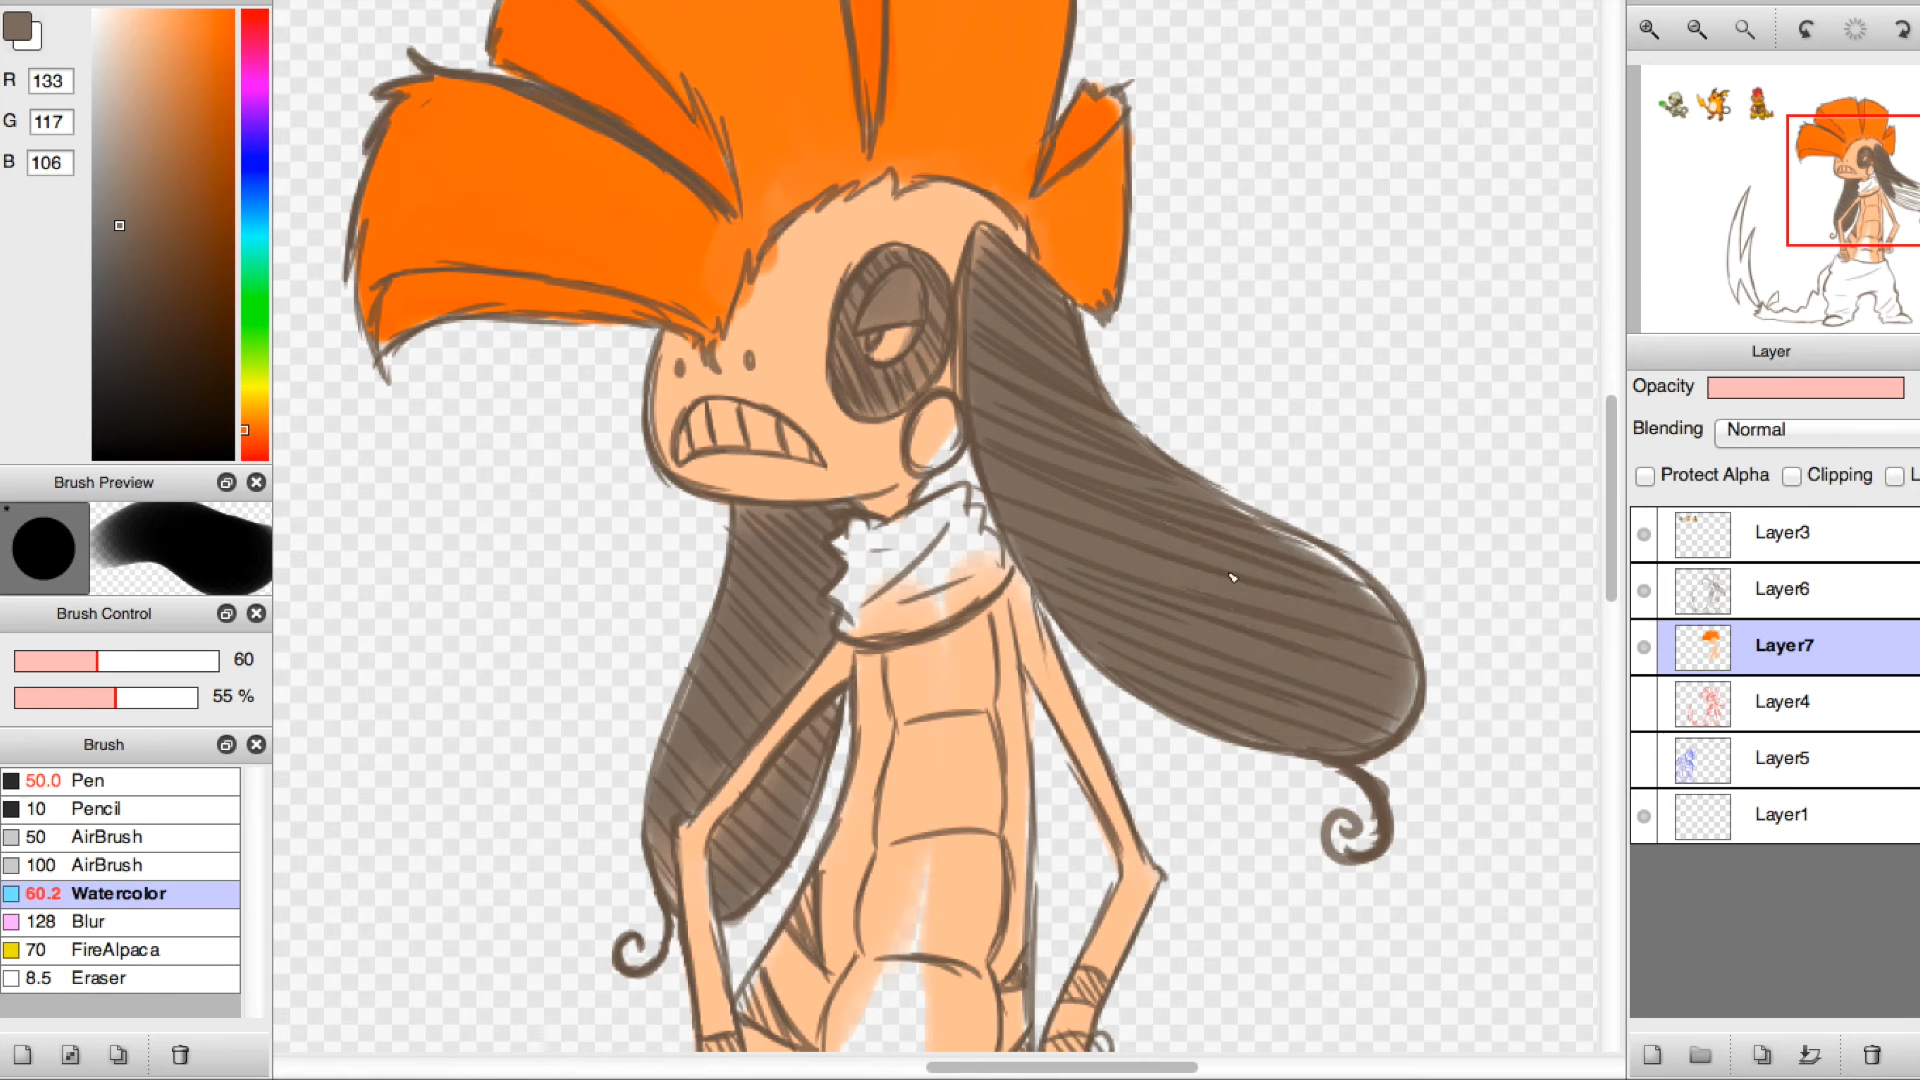 R 133
G 117
B 106
Brush Preview
Brush Control
60
55 %
Brush
50.0 Pen
10 Pencil
50 AirBrush
100 AirBrush
60.2 Watercolor
128 Blur
70 FireAlpaca
8.5 Eraser
Layer
Opacity
Blending Normal
Protect Alpha Clipping L
Layer3
Layer6
Layer7
Layer4
Layer5
Layer1